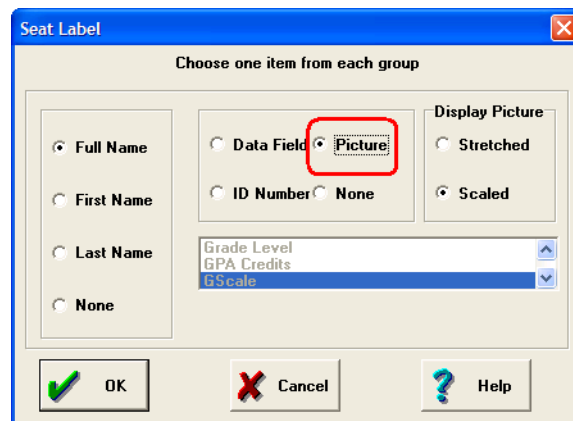 Seat Label
Choose one item from each group
Full Name
First Name
Last Name
None
Data Field Picture
ID Number None
Display Picture
Stretched
Scaled
Grade Level
GPA Credits
GScale
OK
Cancel
Help